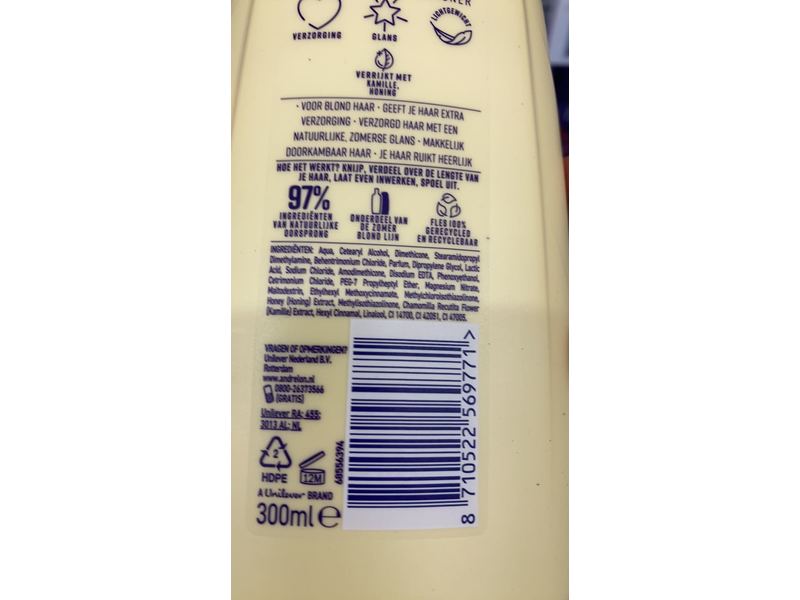 LICHTGEWICHT
VERZORGING
GLANS
VERRIJKT MET
KAMILLE,
HONING
• VOOR BLOND HAAR • GEEFT JE HAAR EXTRA
VERZORGING • VERZORGD HAAR MET EEN
NATUURLIJKE, ZOMERSE GLANS • MAKKELIJK
DOORKAMBAAR HAAR • JE HAAR RUIKT HEERLIJK
HOE HET WERKT? KNIJP, VERDEEL OVER DE LENGTE VAN
JE HAAR, LAAT EVEN INWERKEN, SPOEL UIT.
97%
INGREDIËNTEN
VAN NATUURLIJKE
OORSPRONG
ONDERDEEL VAN
DE ZOMER
BLOND LIJN
FLES 100%
GERECYCLED
EN RECYCLEBAAR
INGREDIËNTEN: Aqua, Cetearyl Alcohol, Dimethicone, Stearamidopropyl
Dimethylamine, Behentrimonium Chloride, Parfum, Dipropylene Glycol, Lactic
Acid, Sodium Chloride, Amodimethicone, Disodium EDTA, Phenoxyethanol,
Cetrimonium Chloride, PEG-7 Propylheptyl Ether, Magnesium Nitrate,
Maltodextrin, Ethylhexyl Methoxycinnamate, Methylchloroisothiazolinone,
Honey (Honing) Extract, Methylisothiazolinone, Chamomilla Recutita Flower
(Kamille) Extract, Hexyl Cinnamal, Linalool, CI 14700, CI 42051, CI 47005.
VRAGEN OF OPMERKINGEN?
Unilever Nederland B.V.
Rotterdam
www.andrelon.nl
0800-26373566
(GRATIS)
Unilever RA: 455:
3013 AL: NL
2
HDPE
12M
68556394
A Unilever BRAND
300ml e
8 710522 569771 >